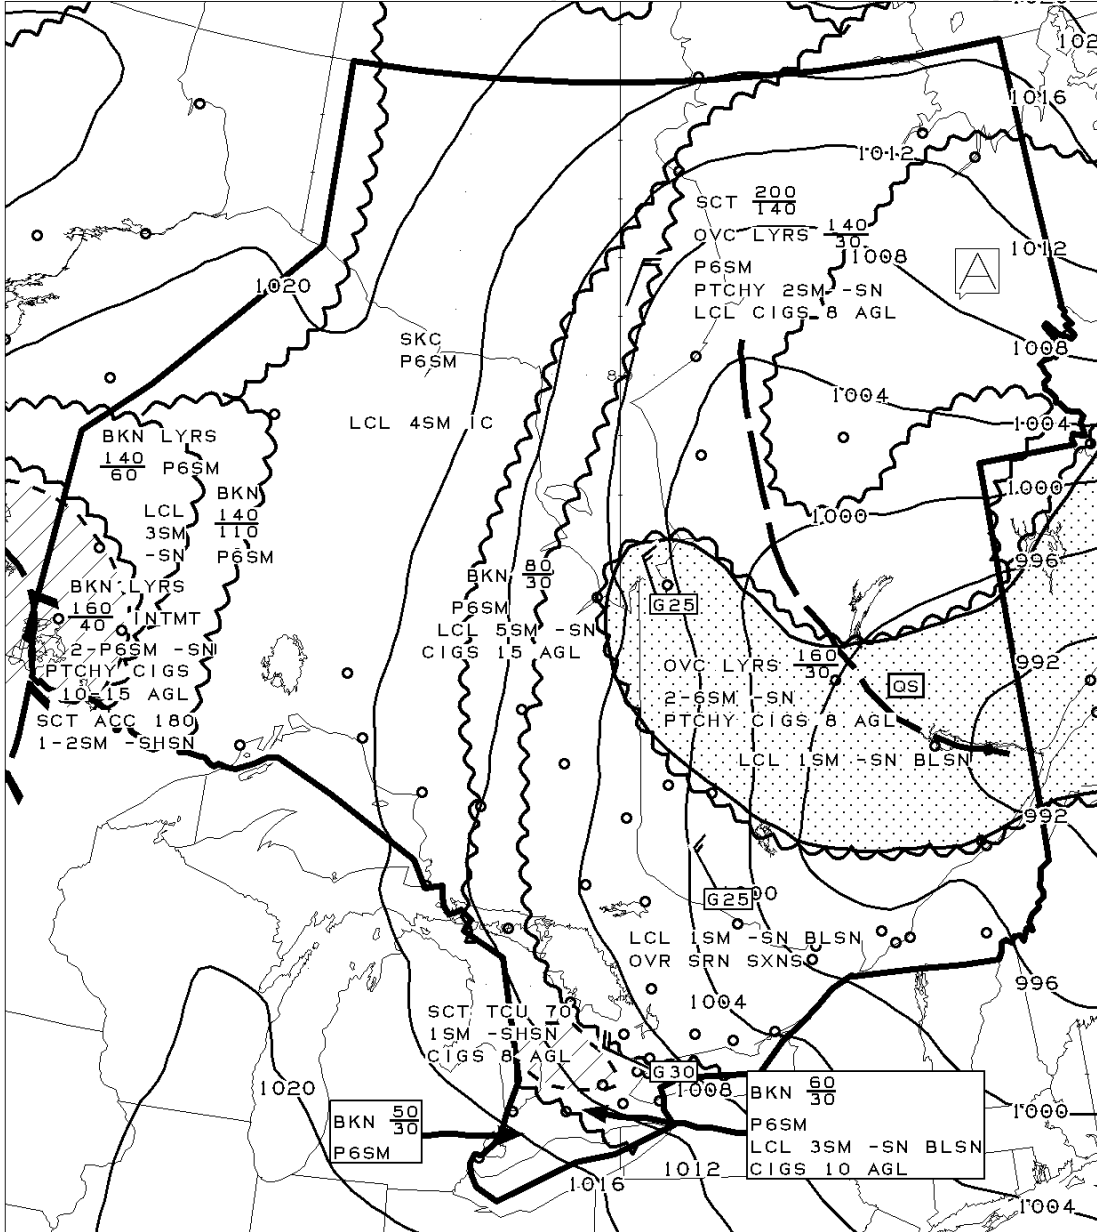 1016
1012
SCT 200
140
OVC LYRS 140
30
1008
P6SM
PTCHY 2SM -SN
LCL CIGS 8 AGL
1012
A
1020
SKC
P6SM
1008
LCL 4SM IC
1004
1004
BKN LYRS
140
60 P6SM
LCL
3SM
-SN
BKN
140
110
P6SM
1000
1000
996
BKN LYRS
160
40 INTMT
2-P6SM -SN
PTCHY CIGS
10-15 AGL
SCT ACC 180
1-2SM -SHSN
BKN 80
30
P6SM
LCL 5SM -SN
CIGS 15 AGL
G25
OVC LYRS 160
30
2-6SM -SN
PTCHY CIGS 8 AGL
QS
992
LCL 1SM -SN BLSN
992
G25
LCL 1SM -SN BLSN
OVR SRN SXNS
996
1004
SCT TCU 70
1SM -SHSN
CIGS 8 AGL
G30
1008
1020
BKN 50
30
P6SM
BKN 60
30
P6SM
LCL 3SM -SN BLSN
CIGS 10 AGL
1000
1012
1016
1004